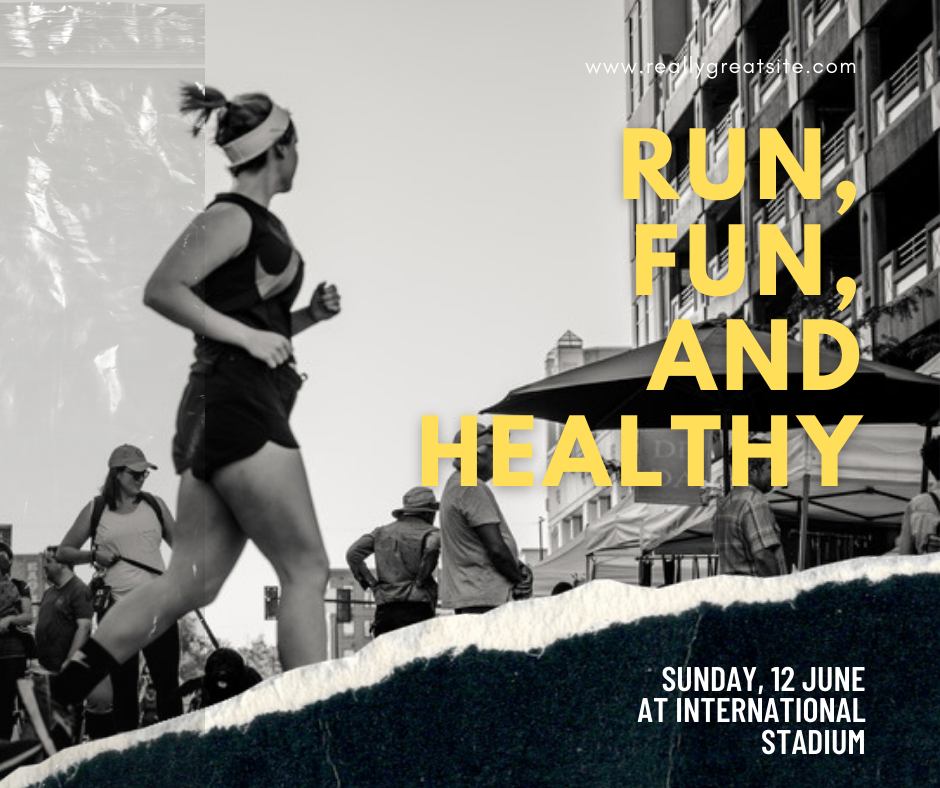 www.reallygreatsite.com
RUN,
FUN,
AND
HEALTHY
SUNDAY, 12 JUNE
AT INTERNATIONAL
STADIUM